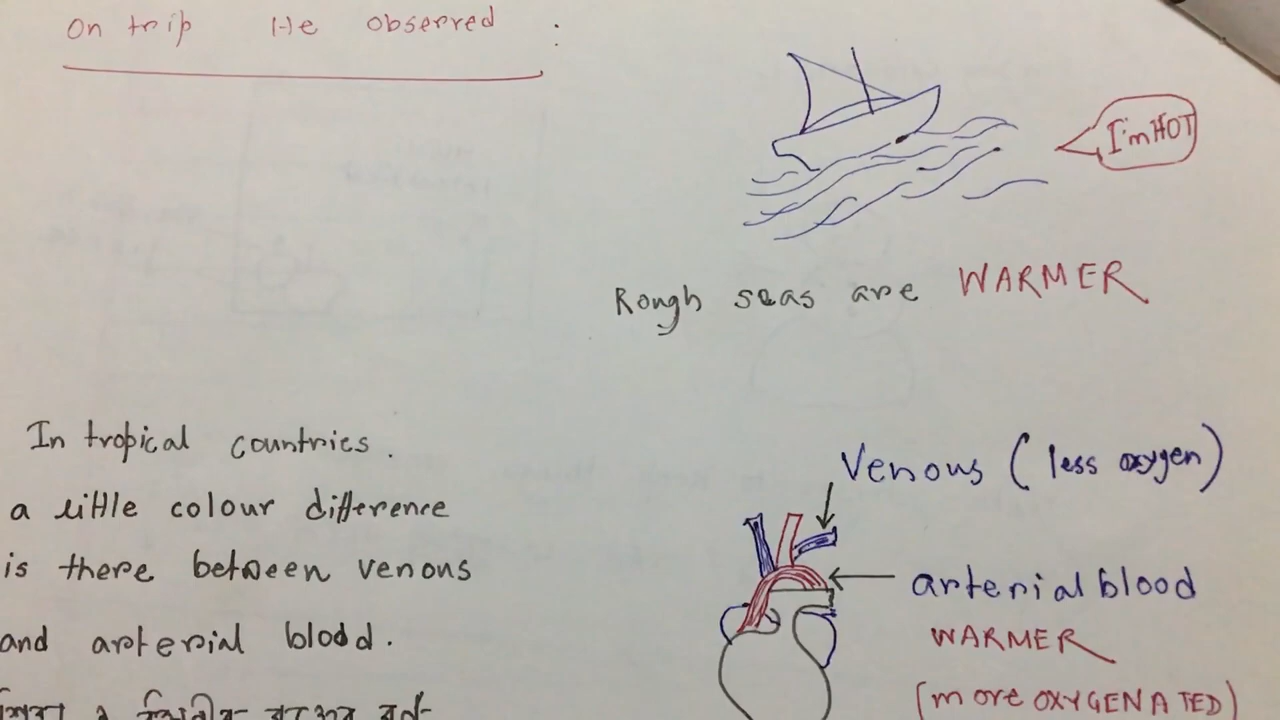 On trip He observed :
I'm HOT
Rough seas are WARMER
In tropical countries.
a little colour difference
is there between venous
and arterial blood.
Venous (less oxygen)
arterial blood
WARMER
(more OXYGENATED)